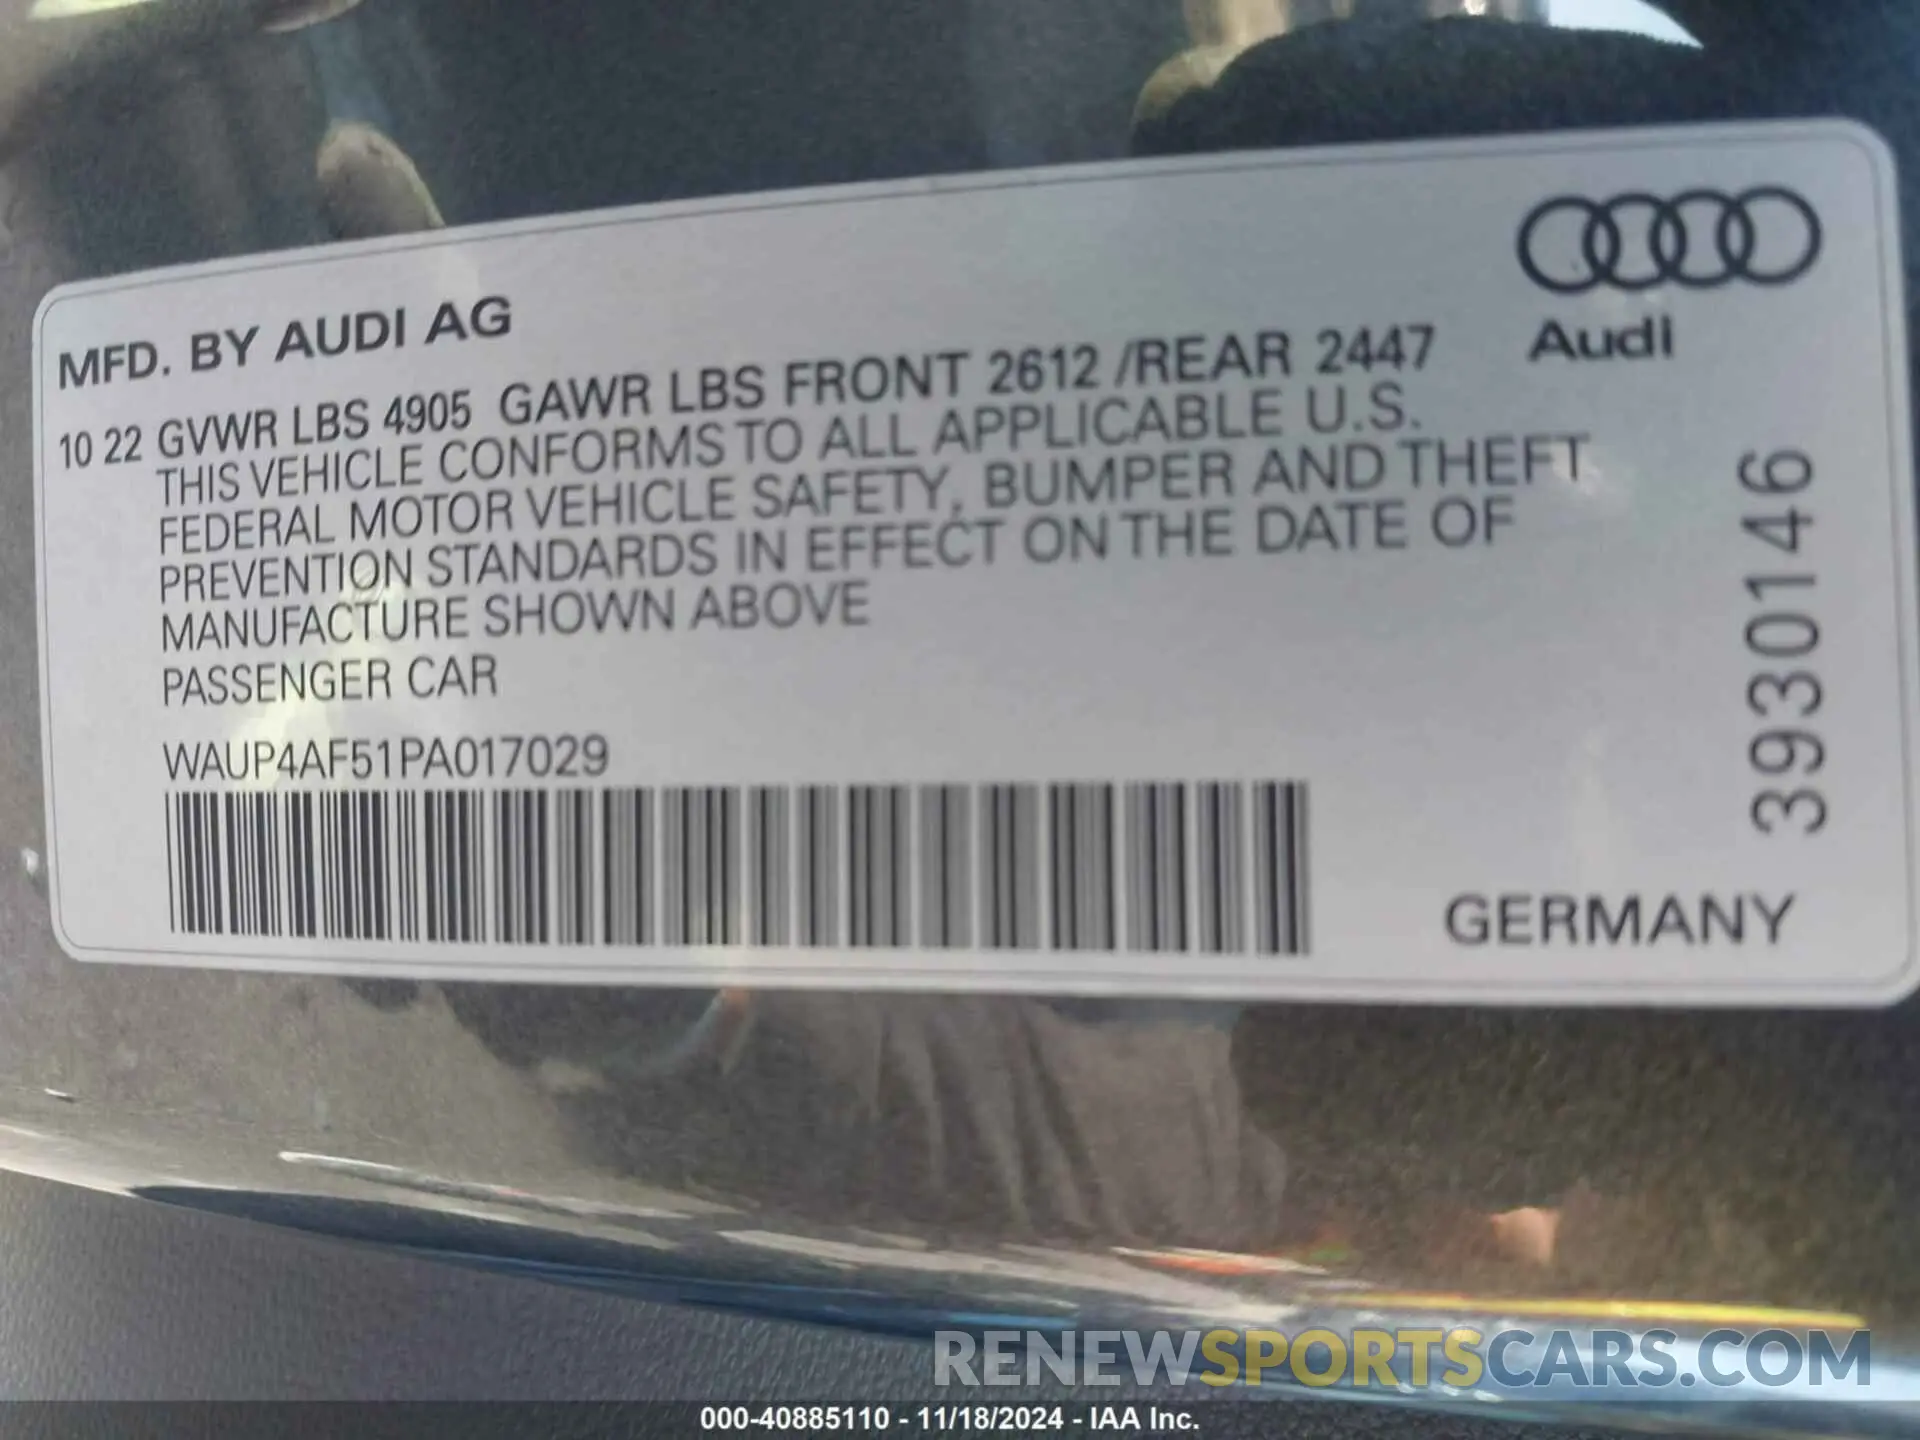 MFD. BY AUDI AG
Audi
10 22 GVWR LBS 4905 GAWR LBS FRONT 2612 /REAR 2447
THIS VEHICLE CONFORMS TO ALL APPLICABLE U.S.
FEDERAL MOTOR VEHICLE SAFETY, BUMPER AND THEFT
PREVENTION STANDARDS IN EFFECT ON THE DATE OF
MANUFACTURE SHOWN ABOVE
PASSENGER CAR
WAUP4AF51PA017029
3930146
GERMANY
RENEWSPORTSCARS.COM
000-40885110 - 11/18/2024 - IAA Inc.